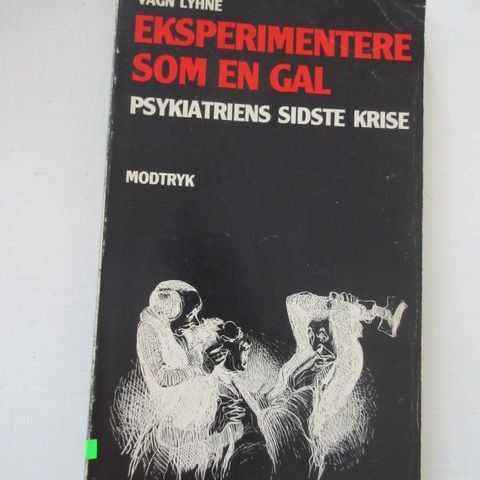 VAGN LYHNE
EKSPERIMENTERE
SOM EN GAL
PSYKIATRIENS SIDSTE KRISE
MODTRYK